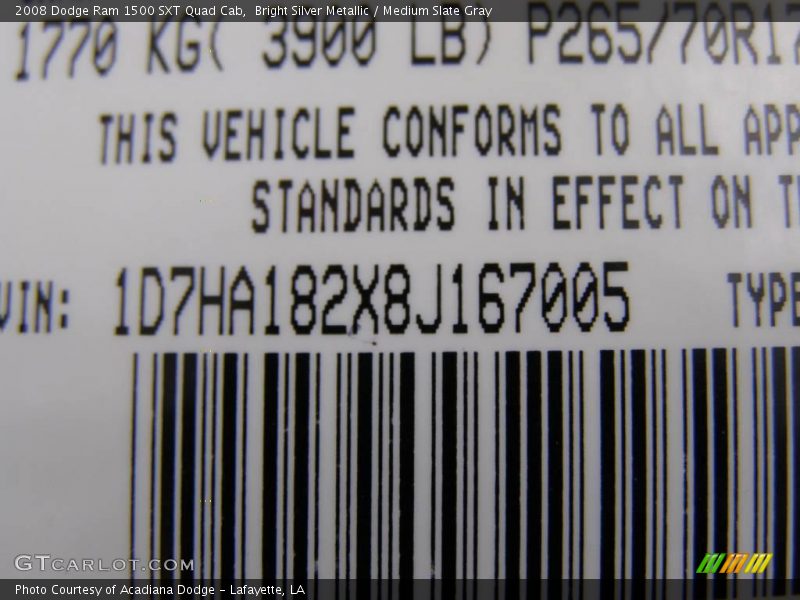 2008 Dodge Ram 1500 SXT Quad Cab, Bright Silver Metallic / Medium Slate Gray
1770 KG( 3900 LB) P265/70R17
THIS VEHICLE CONFORMS TO ALL APP
STANDARDS IN EFFECT ON T
VIN: 1D7HA182X8J167005 TYPE
GTCARLOT.COM
Photo Courtesy of Acadiana Dodge - Lafayette, LA